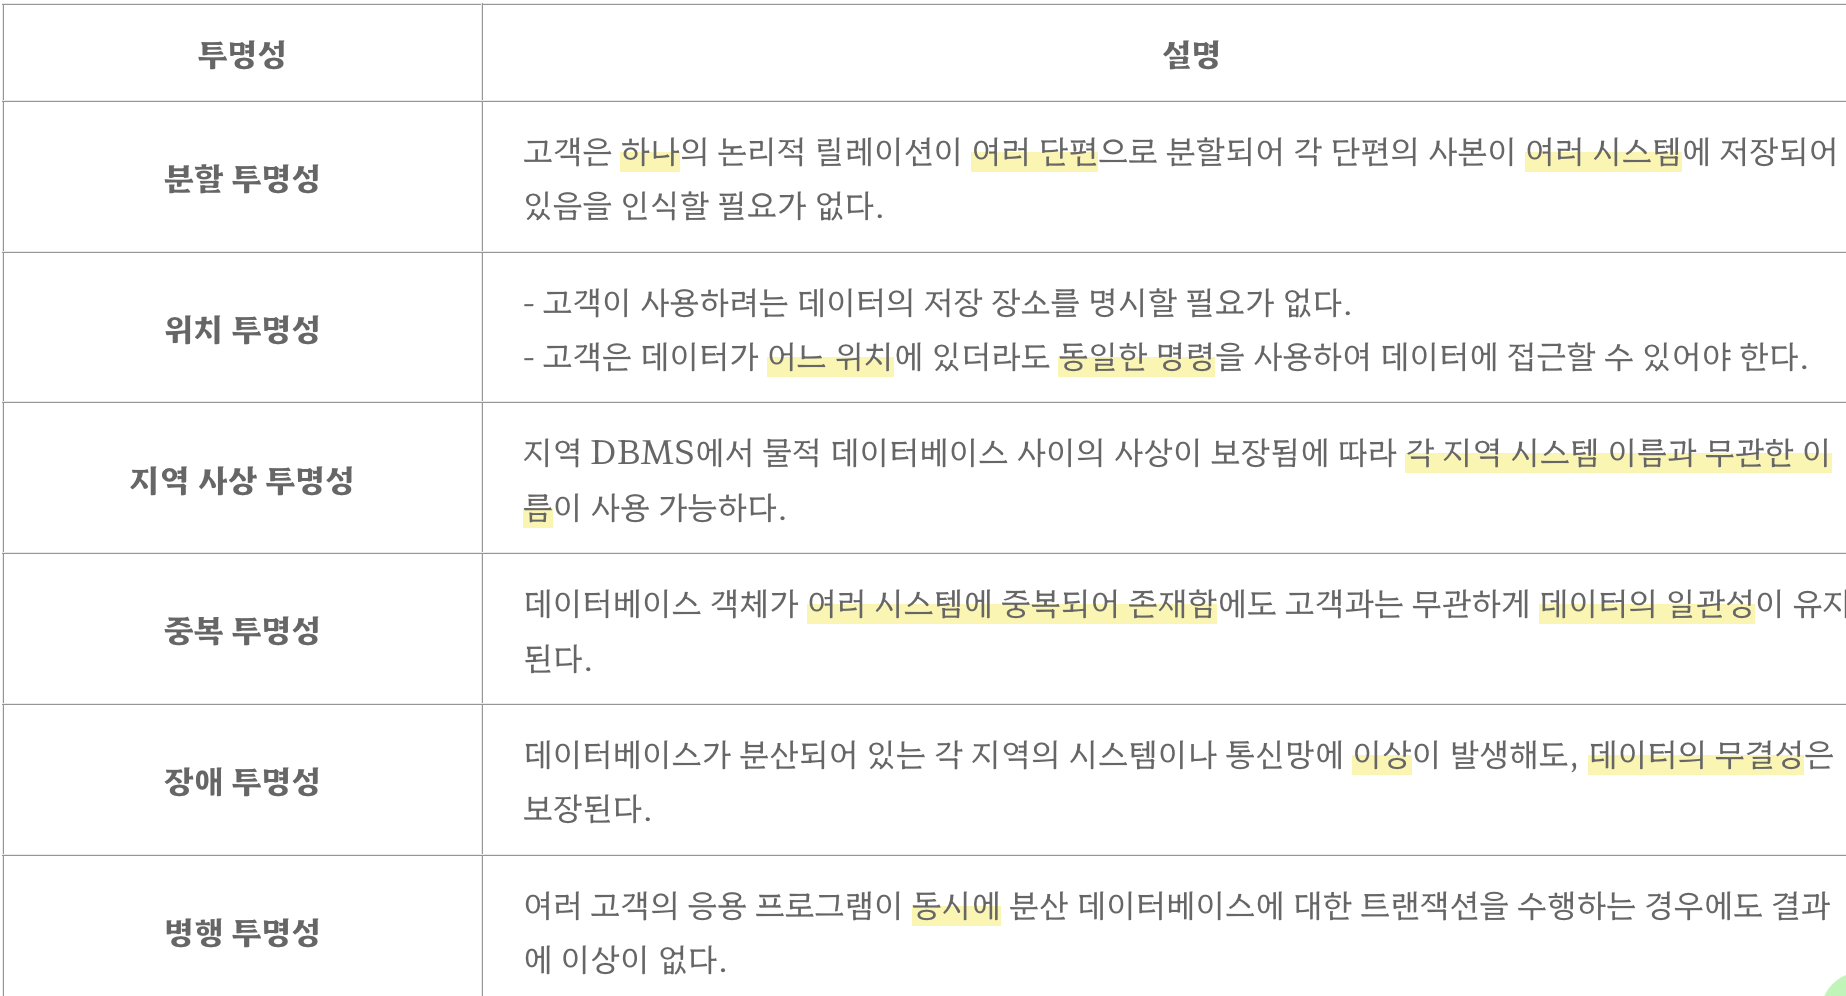 투명성
설명
분할 투명성
고객은 하나의 논리적 릴레이션이 여러 단편으로 분할되어 각 단편의 사본이 여러 시스템에 저장되어
있음을 인식할 필요가 없다.
위치 투명성
- 고객이 사용하려는 데이터의 저장 장소를 명시할 필요가 없다.
- 고객은 데이터가 어느 위치에 있더라도 동일한 명령을 사용하여 데이터에 접근할 수 있어야 한다.
지역 사상 투명성
지역 DBMS에서 물적 데이터베이스 사이의 사상이 보장됨에 따라 각 지역 시스템 이름과 무관한 이
름이 사용 가능하다.
중복 투명성
데이터베이스 객체가 여러 시스템에 중복되어 존재함에도 고객과는 무관하게 데이터의 일관성이 유지
된다.
장애 투명성
데이터베이스가 분산되어 있는 각 지역의 시스템이나 통신망에 이상이 발생해도, 데이터의 무결성은
보장된다.
병행 투명성
여러 고객의 응용 프로그램이 동시에 분산 데이터베이스에 대한 트랜잭션을 수행하는 경우에도 결과
에 이상이 없다.